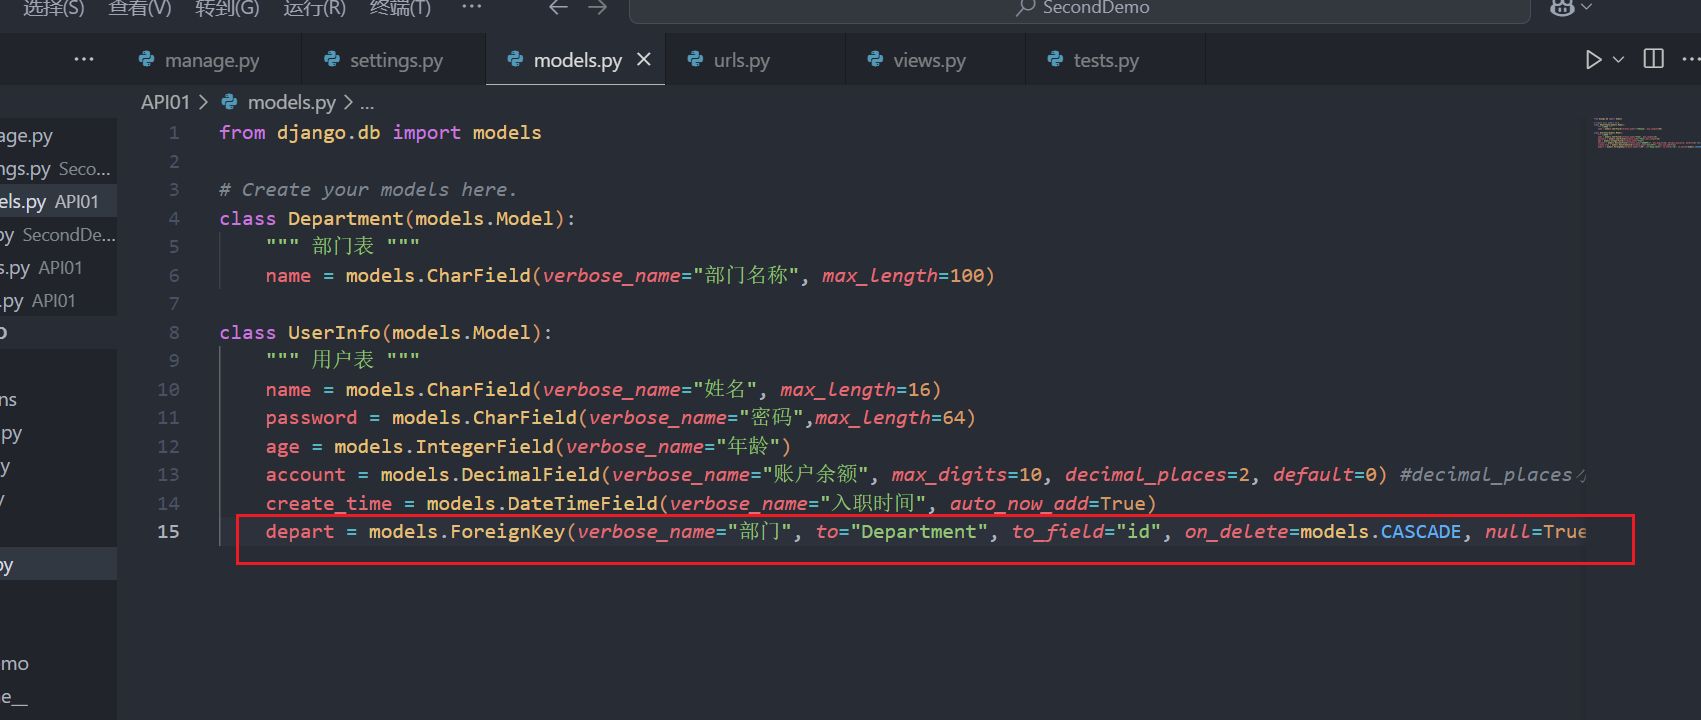 选择(S) 查看(V) 转到(G) 运行(R) 终端(T) ··· SecondDemo
··· manage.py settings.py models.py urls.py views.py tests.py
API01 > models.py > ...
age.py
ngs.py Seco...
els.py API01
py SecondDe...
s.py API01
.py API01
ns
py
y
py
emo
e__
1 from django.db import models
2
3 # Create your models here.
4 class Department(models.Model):
5 """ 部门表 """
6 name = models.CharField(verbose_name="部门名称", max_length=100)
7
8 class UserInfo(models.Model):
9 """ 用户表 """
10 name = models.CharField(verbose_name="姓名", max_length=16)
11 password = models.CharField(verbose_name="密码",max_length=64)
12 age = models.IntegerField(verbose_name="年龄")
13 account = models.DecimalField(verbose_name="账户余额", max_digits=10, decimal_places=2, default=0) #decimal_places
14 create_time = models.DateTimeField(verbose_name="入职时间", auto_now_add=True)
15 depart = models.ForeignKey(verbose_name="部门", to="Department", to_field="id", on_delete=models.CASCADE, null=True